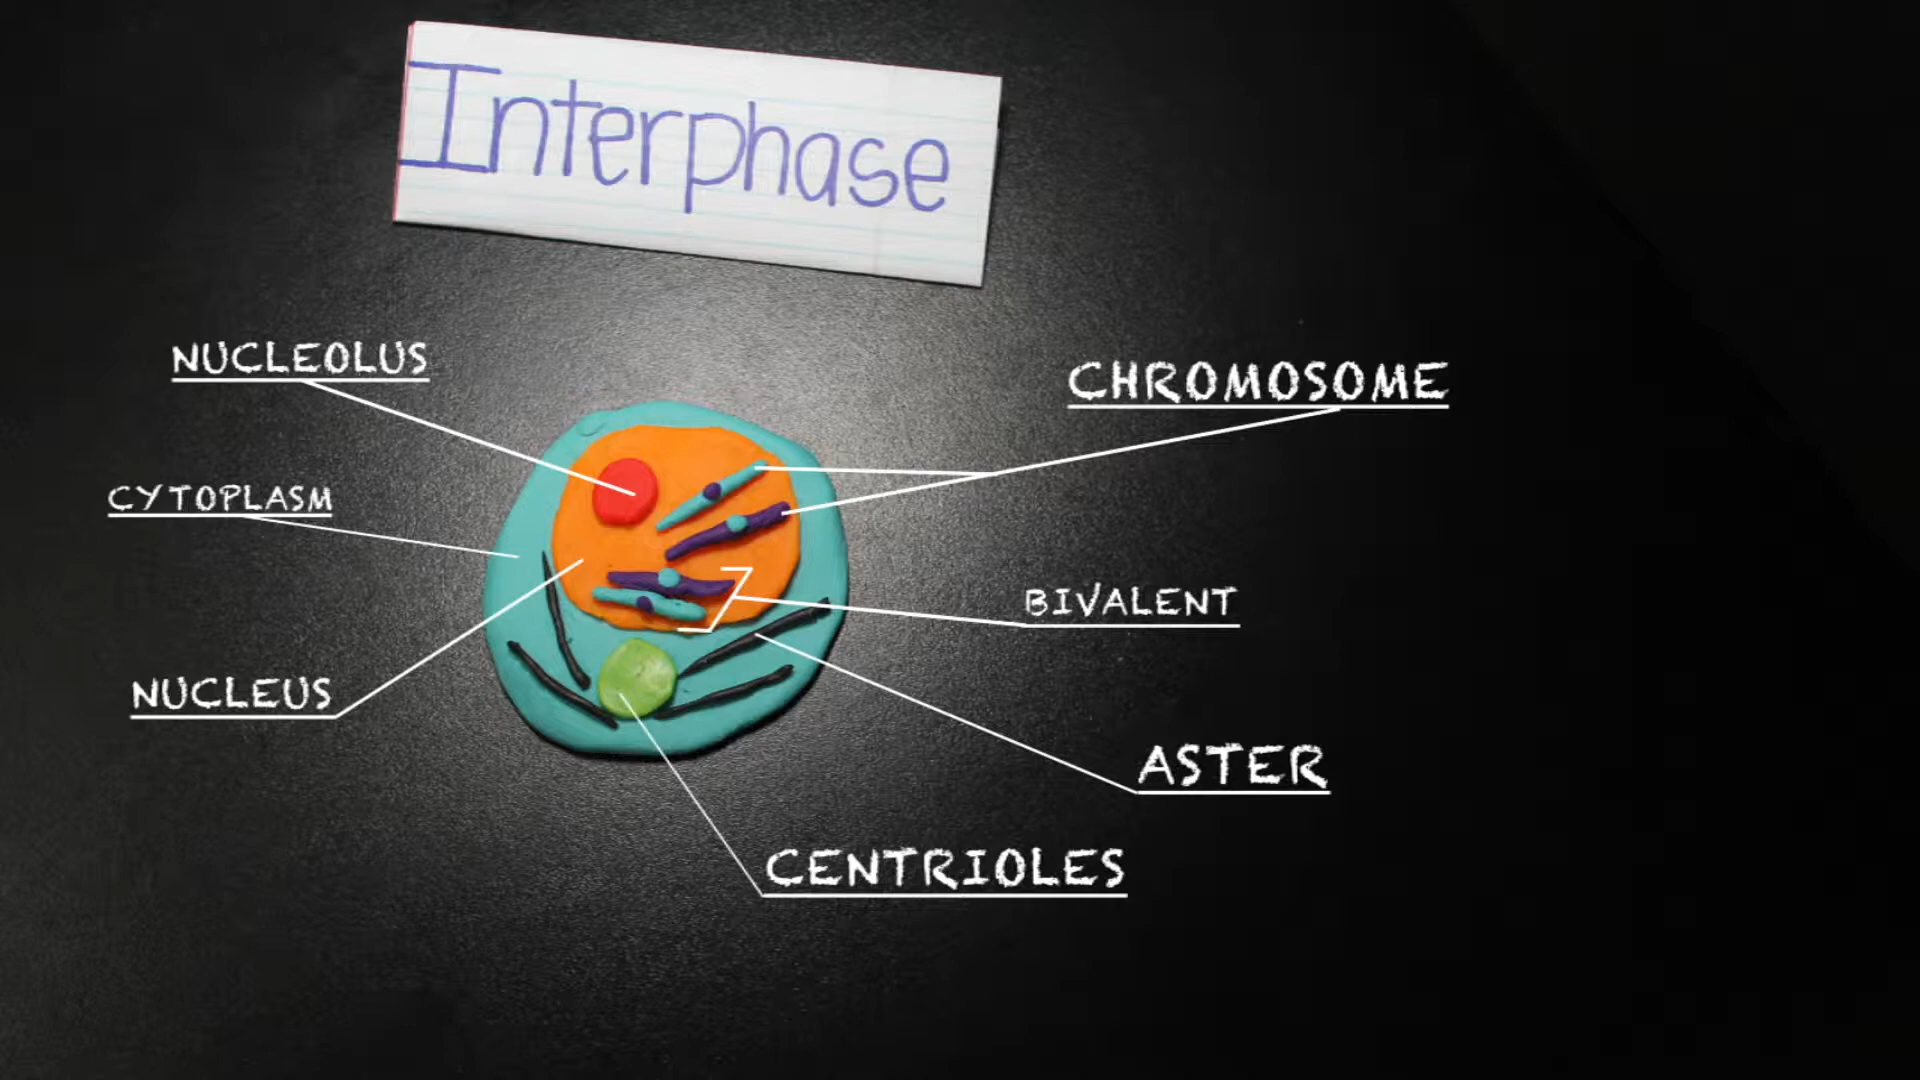 Interphase
NUCLEOLUS
CHROMOSOME
CYTOPLASM
BIVALENT
NUCLEUS
ASTER
CENTRIOLES